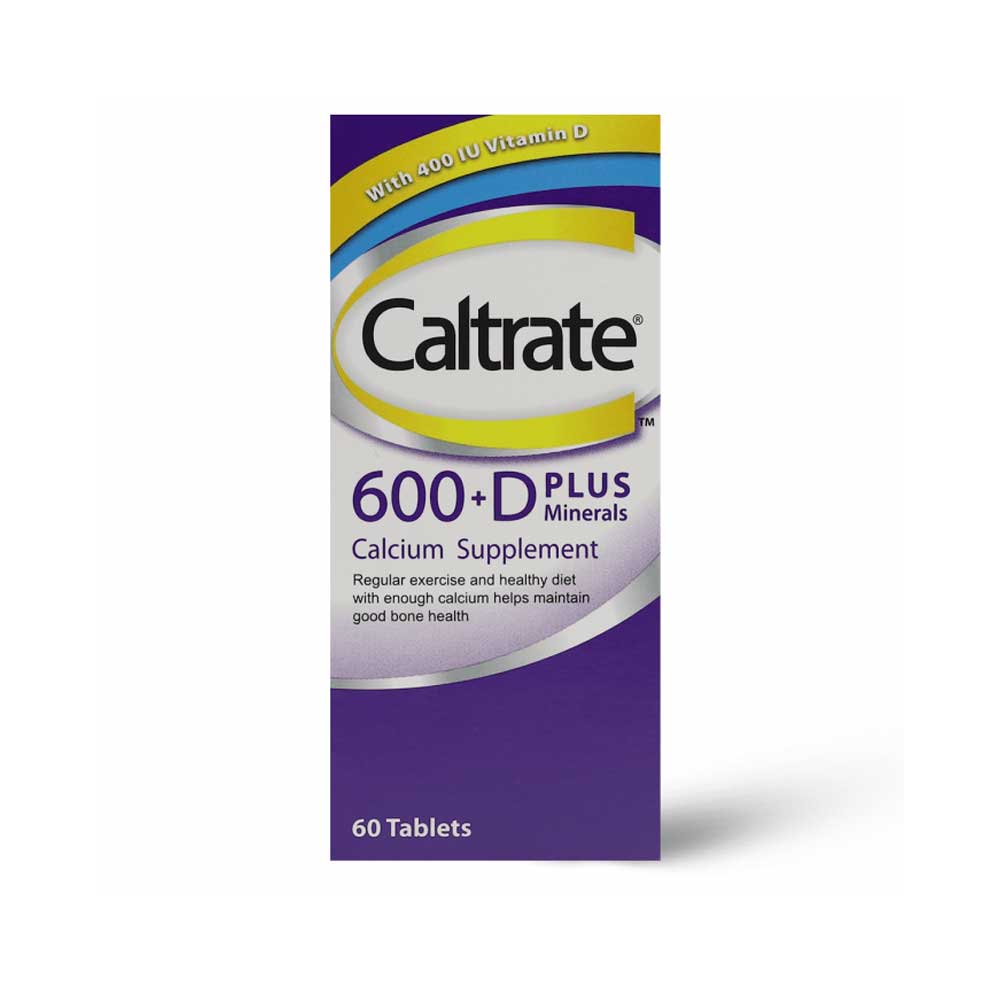 With 400 IU Vitamin D
Caltrate®
™
600+D PLUS
Minerals
Calcium Supplement
Regular exercise and healthy diet
with enough calcium helps maintain
good bone health
60 Tablets